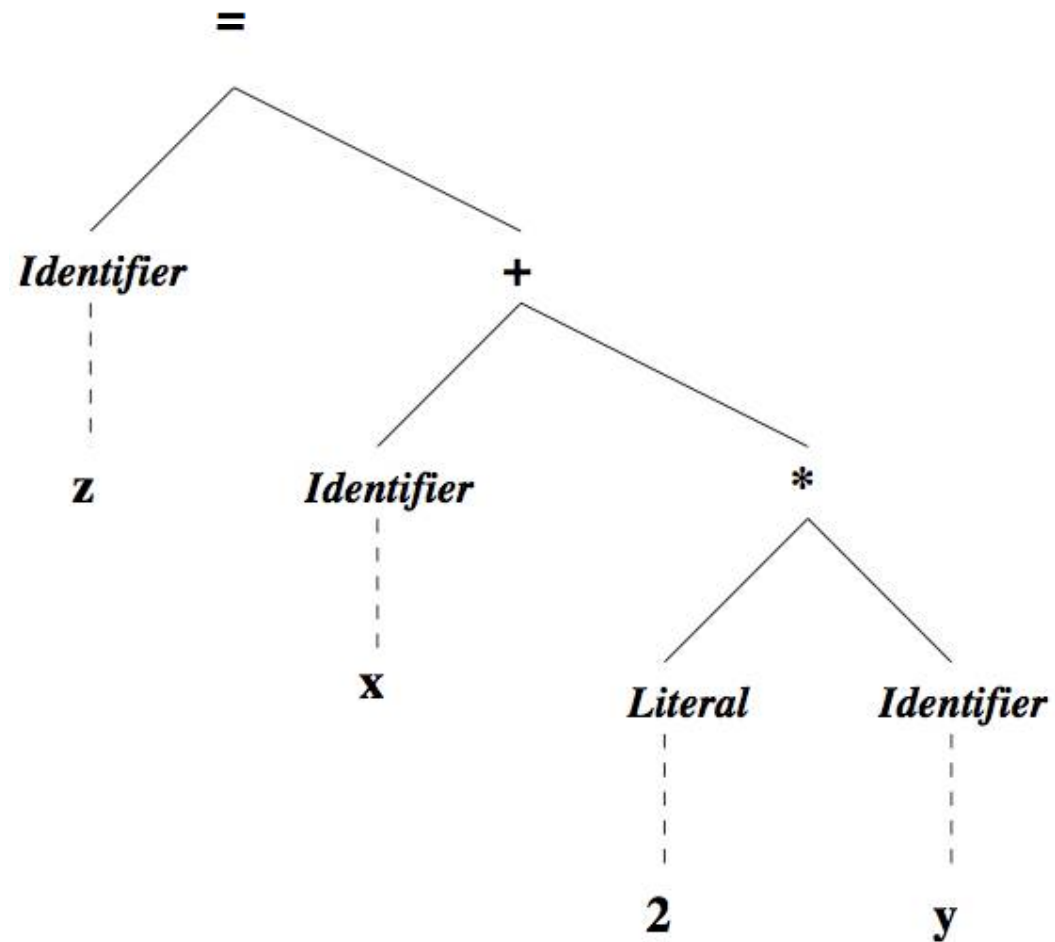 =
Identifier +
z Identifier *
x Literal Identifier
2 y